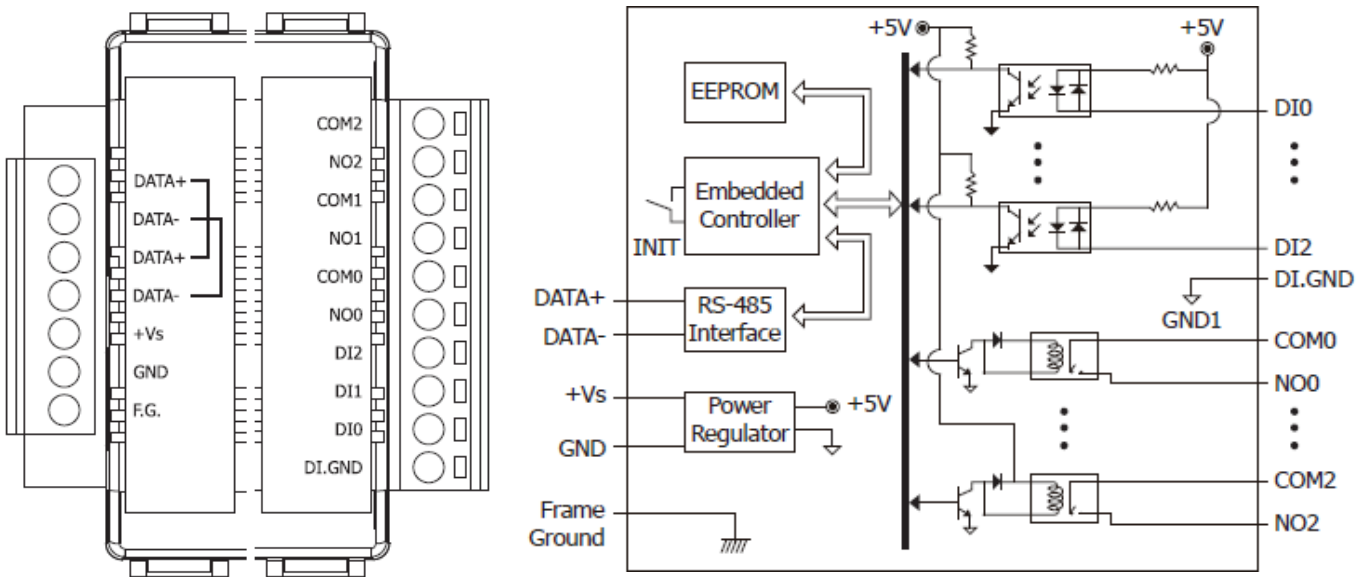 DATA+
DATA-
DATA+
DATA-
+Vs
GND
F.G.
COM2
NO2
COM1
NO1
COM0
NO0
DI2
DI1
DI0
DI.GND
+5V
+5V
EEPROM
DI0
Embedded
Controller
INIT
DI2
DI.GND
GND1
DATA+
DATA-
RS-485
Interface
COM0
NO0
+Vs
GND
Power
Regulator
+5V
COM2
NO2
Frame
Ground